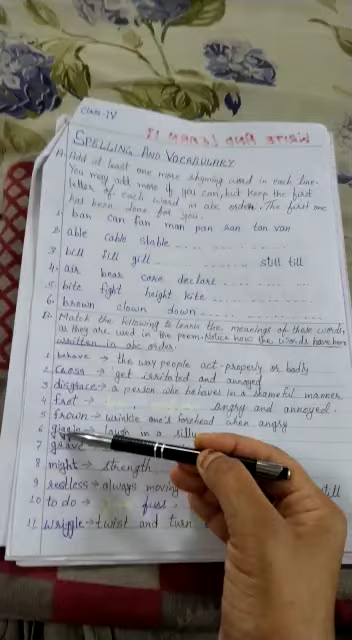 Class-IV
WRITE AND LEARN
SPELLING AND VOCABULARY
A. Add at least one more rhyming word in each line.
You may add more if you can, but keep the first
letter of each word in abc order. The first one
has been done for you.
1. ban can fan man pan ran tan van
2. able cable stable
3. bill fill gill still till
4. air bear care declare
5. bite fight height kite
6. brown clown down
B. Match the following to learn the meanings of these words,
as they are used in the poem. Notice how the words have been
written in abc order.
1 behave → the way people act-properly or badly
2 cross → get irritated and annoyed
3 disgrace → a person who behaves in a shameful manner
4 fret → angry and annoyed.
5 frown → wrinkle one's forehead when angry
6 giggle → laugh in a silly
7 grave
8 might → strength
9 restless → always moving still
10 to do → fuss
11 wriggle → twist and turn